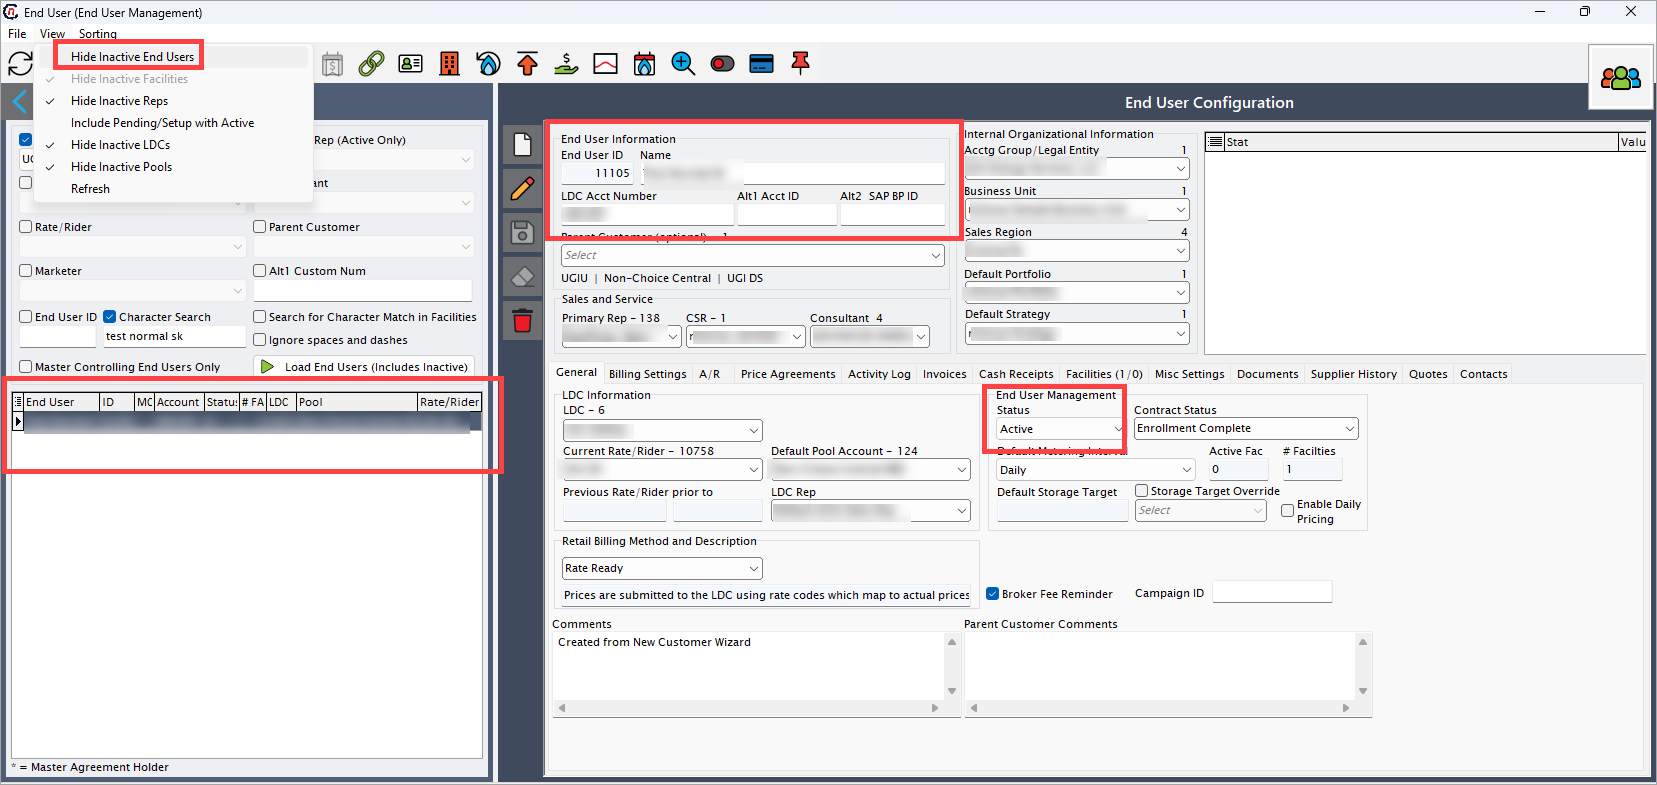 End User (End User Management)
File View Sorting
Hide Inactive End Users
Hide Inactive Facilities
Hide Inactive Reps
Include Pending/Setup with Active
Hide Inactive LDCs
Hide Inactive Pools
Refresh
Rep (Active Only)
Rate/Rider
Parent Customer
Marketer
Alt1 Custom Num
End User ID
Character Search
Search for Character Match in Facilities
test normal sk
Ignore spaces and dashes
Master Controlling End Users Only
Load End Users (Includes Inactive)
End User ID MC Account Status # FA LDC Pool Rate/Rider
* = Master Agreement Holder
End User Configuration
End User Information
End User ID Name
11105
LDC Acct Number Alt1 Acct ID Alt2 SAP BP ID
Parent Customer (optional) - 1
Select
UGIU | Non-Choice Central | UGI DS
Sales and Service
Primary Rep - 138 CSR - 1 Consultant 4
Internal Organizational Information
Acctg Group/Legal Entity 1
Business Unit 1
Sales Region 4
Default Portfolio 1
Default Strategy 1
Stat Valu
General Billing Settings A/R Price Agreements Activity Log Invoices Cash Receipts Facilities (1/0) Misc Settings Documents Supplier History Quotes Contacts
LDC Information
LDC - 6
Current Rate/Rider - 10758 Default Pool Account - 124
Previous Rate/Rider prior to LDC Rep
End User Management
Status Contract Status
Active Enrollment Complete
Default Metering Interval Active Fac # Facilties
Daily 0 1
Default Storage Target Storage Target Override
Select
Enable Daily
Pricing
Retail Billing Method and Description
Rate Ready
Prices are submitted to the LDC using rate codes which map to actual prices
Broker Fee Reminder Campaign ID
Comments Parent Customer Comments
Created from New Customer Wizard